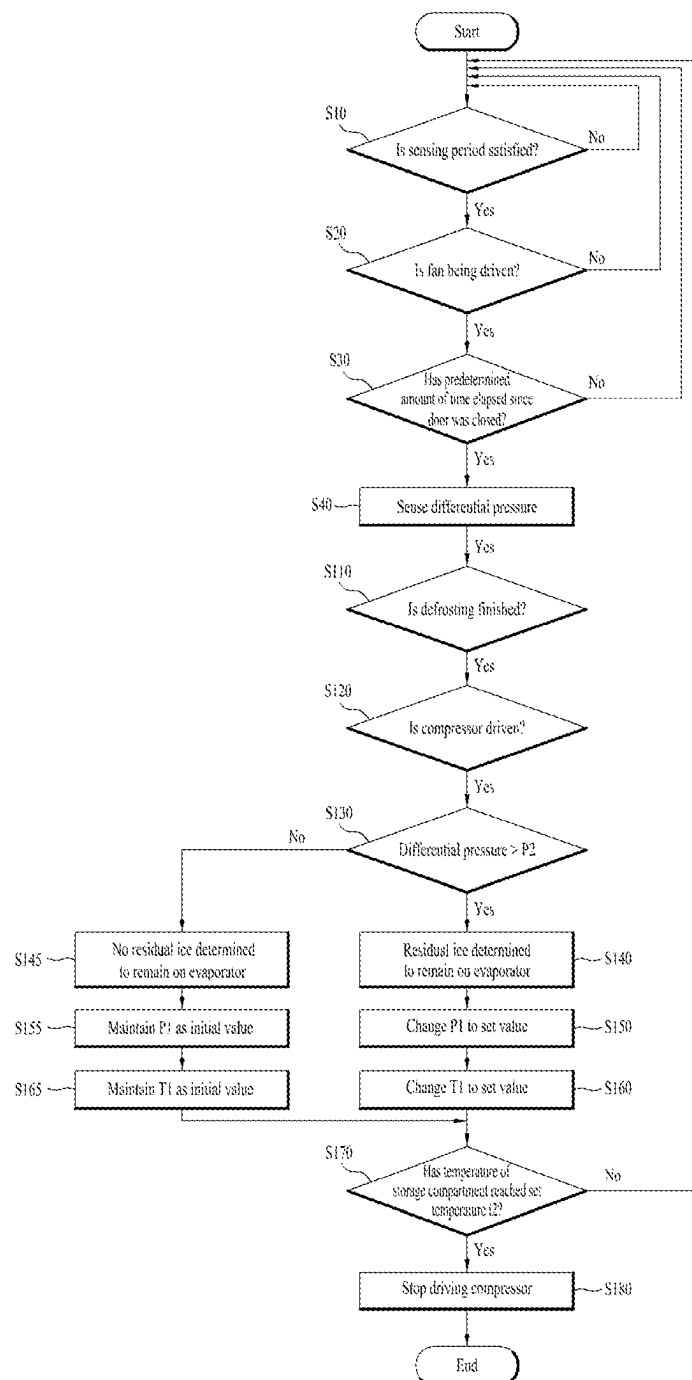 Start
S10
Is sensing period satisfied?
No
Yes
S20
Is fan being driven?
No
Yes
S30
Has predetermined
amount of time elapsed since
door was closed?
No
Yes
S40
Sense differential pressure
Yes
S110
Is defrosting finished?
Yes
S120
Is compressor driven?
Yes
S130
Differential pressure > P2
No
Yes
S145
No residual ice determined
to remain on evaporator
Residual ice determined
to remain on evaporator
S140
S155
Maintain P1 as initial value
Change P1 to set value
S150
S165
Maintain T1 as initial value
Change T1 to set value
S160
S170
Has temperature of
storage compartment reached set
temperature t2?
No
Yes
Stop driving compressor
S180
End